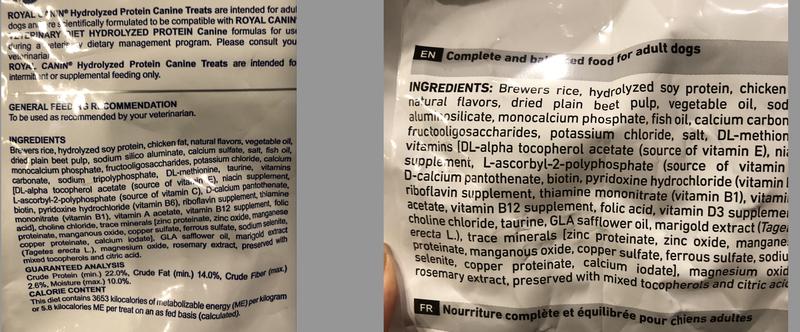 ROYAL CANIN® Hydrolyzed Protein Canine Treats are intended for adul
dogs and are scientifically formulated to be compatible with ROYAL CANIN
VETERINARY DIET HYDROLYZED PROTEIN Canine formulas for use
during a veterinary dietary management program. Please consult you
veterinarian
ROYAL CANIN® Hydrolyzed Protein Canine Treats are intended fo
intermittent or supplemental feeding only.
GENERAL FEEDING RECOMMENDATION
To be used as recommended by your veterinarian.
INGREDIENTS
Brewers rice, hydrolyzed soy protein, chicken fat, natural flavors, vegetable oil,
dried plain beet pulp, sodium silico aluminate, calcium sulfate, salt, fish oil,
monocalcium phosphate, fructooligosaccharides, potassium chloride, calcium
carbonate, sodium tripolyphosphate, DL-methionine, taurine, vitamins
[DL-alpha tocopherol acetate (source of vitamin E), niacin supplement,
L-ascorbyl-2-polyphosphate (source of vitamin C), D-calcium pantothenate,
biotin, pyridoxine hydrochloride (vitamin B6), riboflavin supplement, thiamine
mononitrate (vitamin B1), vitamin A acetate, vitamin B12 supplement, folic
acid], choline chloride, trace minerals [zinc proteinate, zinc oxide, manganese
proteinate, manganous oxide, copper sulfate, ferrous sulfate, sodium selenite,
copper proteinate, calcium iodate], GLA safflower oil, marigold extract
(Tagetes erecta L.), magnesium oxide, rosemary extract, preserved with
mixed tocopherols and citric acid.
GUARANTEED ANALYSIS
Crude Protein (min.) 22.0%, Crude Fat (min.) 14.0%, Crude Fiber (max.)
2.6%, Moisture (max.) 10.0%.
CALORIE CONTENT
This diet contains 3653 kilocalories of metabolizable energy (ME) per kilogram
or 5.8 kilocalories ME per treat on an as fed basis (calculated).
EN Complete and balanced food for adult dogs
INGREDIENTS: Brewers rice, hydrolyzed soy protein, chicken
natural flavors, dried plain beet pulp, vegetable oil, sod
aluminosilicate, monocalcium phosphate, fish oil, calcium carbon
fructooligosaccharides, potassium chloride, salt, DL-methion
vitamins [DL-alpha tocopherol acetate (source of vitamin E), nia
supplement, L-ascorbyl-2-polyphosphate (source of vitamin
D-calcium pantothenate, biotin, pyridoxine hydrochloride (vitamin
riboflavin supplement, thiamine mononitrate (vitamin B1), vitami
acetate, vitamin B12 supplement, folic acid, vitamin D3 suppleme
choline chloride, taurine, GLA safflower oil, marigold extract (Tage
erecta L.), trace minerals [zinc proteinate, zinc oxide, mangane
proteinate, manganous oxide, copper sulfate, ferrous sulfate, sodiu
selenite, copper proteinate, calcium iodate], magnesium oxid
rosemary extract, preserved with mixed tocopherols and citric acid
FR Nourriture complète et équilibrée pour chiens adultes